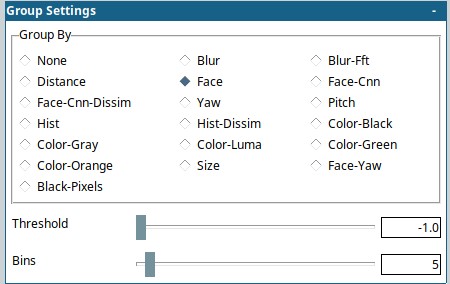 Group Settings -
Group By
None Blur Blur-Fft
Distance Face Face-Cnn
Face-Cnn-Dissim Yaw Pitch
Hist Hist-Dissim Color-Black
Color-Gray Color-Luma Color-Green
Color-Orange Size Face-Yaw
Black-Pixels
Threshold -1.0
Bins 5